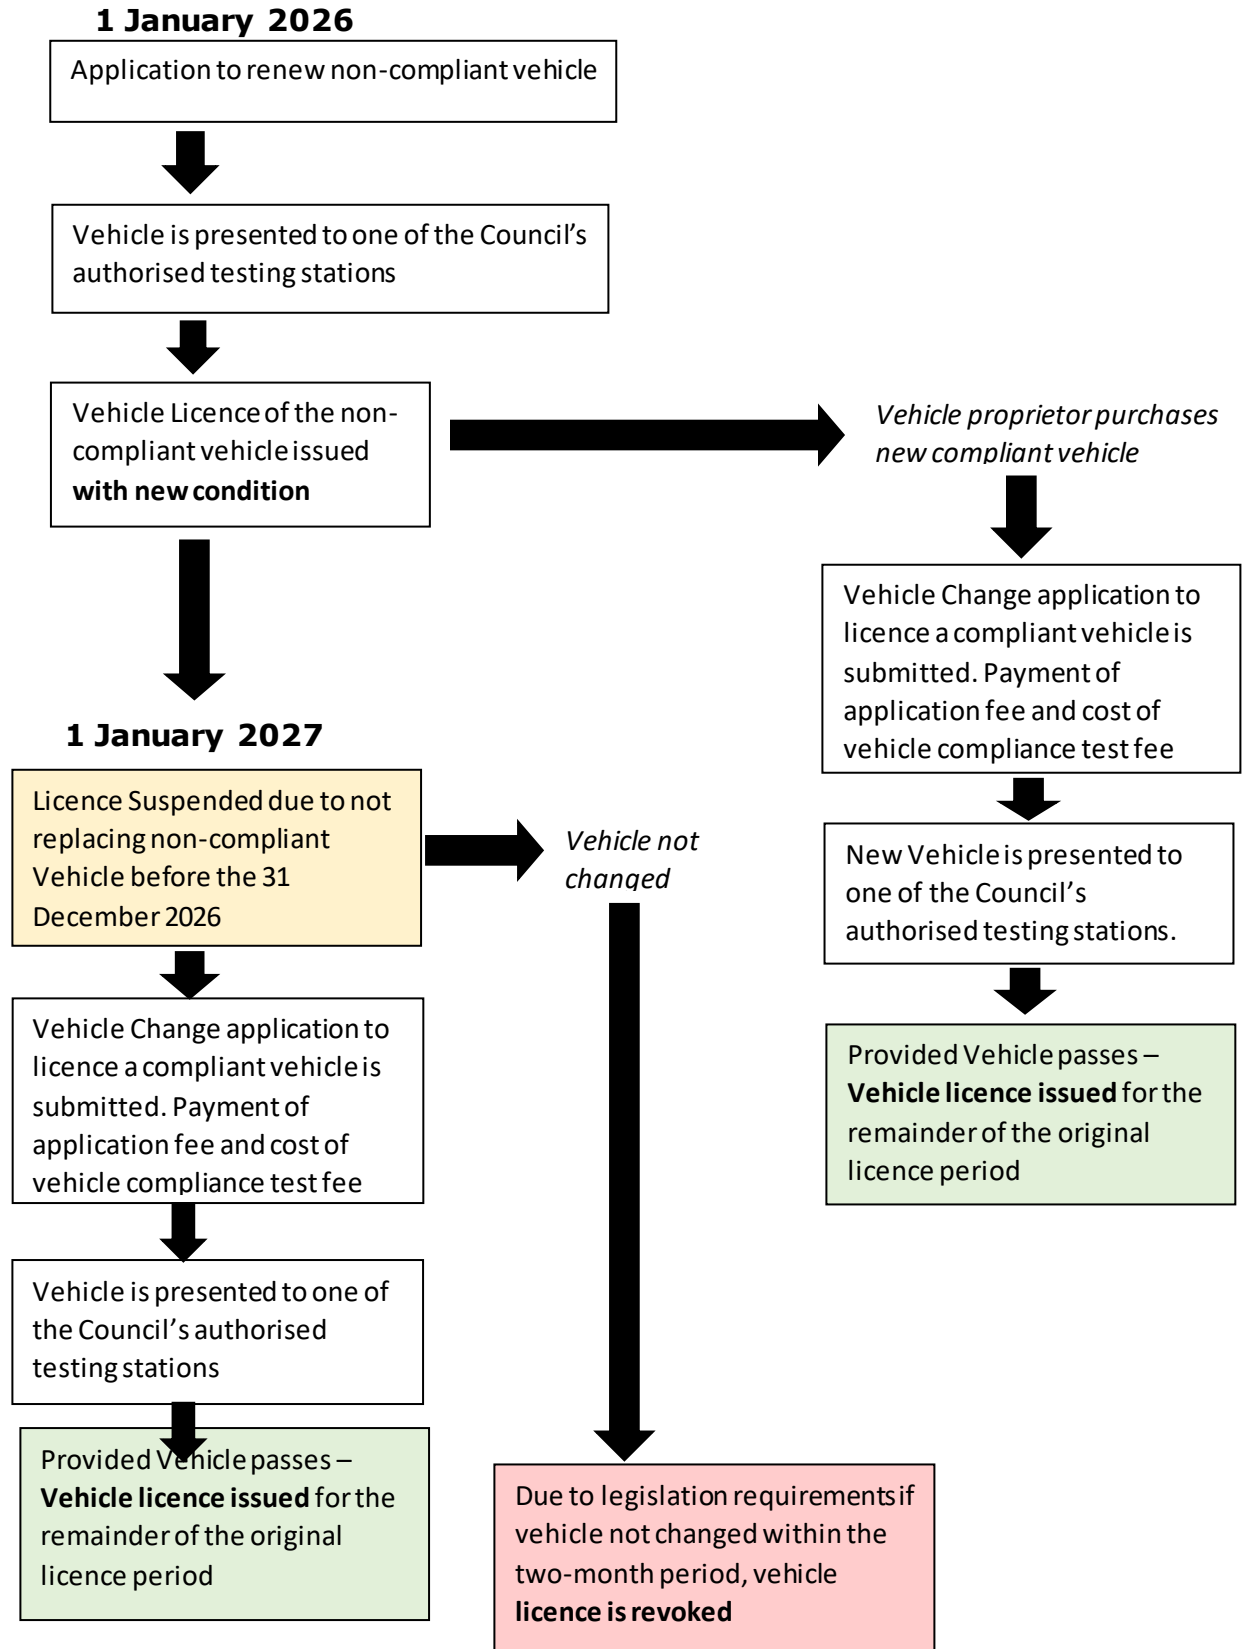 1 January 2026
Application to renew non-compliant vehicle
Vehicle is presented to one of the Council’s
authorised testing stations
Vehicle Licence of the non-
compliant vehicle issued
with new condition
Vehicle proprietor purchases
new compliant vehicle
Vehicle Change application to
licence a compliant vehicle is
submitted. Payment of
application fee and cost of
vehicle compliance test fee
New Vehicle is presented to
one of the Council’s
authorised testing stations.
Provided Vehicle passes –
Vehicle licence issued for the
remainder of the original
licence period
1 January 2027
Licence Suspended due to not
replacing non-compliant
Vehicle before the 31
December 2026
Vehicle not
changed
Vehicle Change application to
licence a compliant vehicle is
submitted. Payment of
application fee and cost of
vehicle compliance test fee
Vehicle is presented to one of
the Council’s authorised
testing stations
Provided Vehicle passes –
Vehicle licence issued for the
remainder of the original
licence period
Due to legislation requirements if
vehicle not changed within the
two-month period, vehicle
licence is revoked